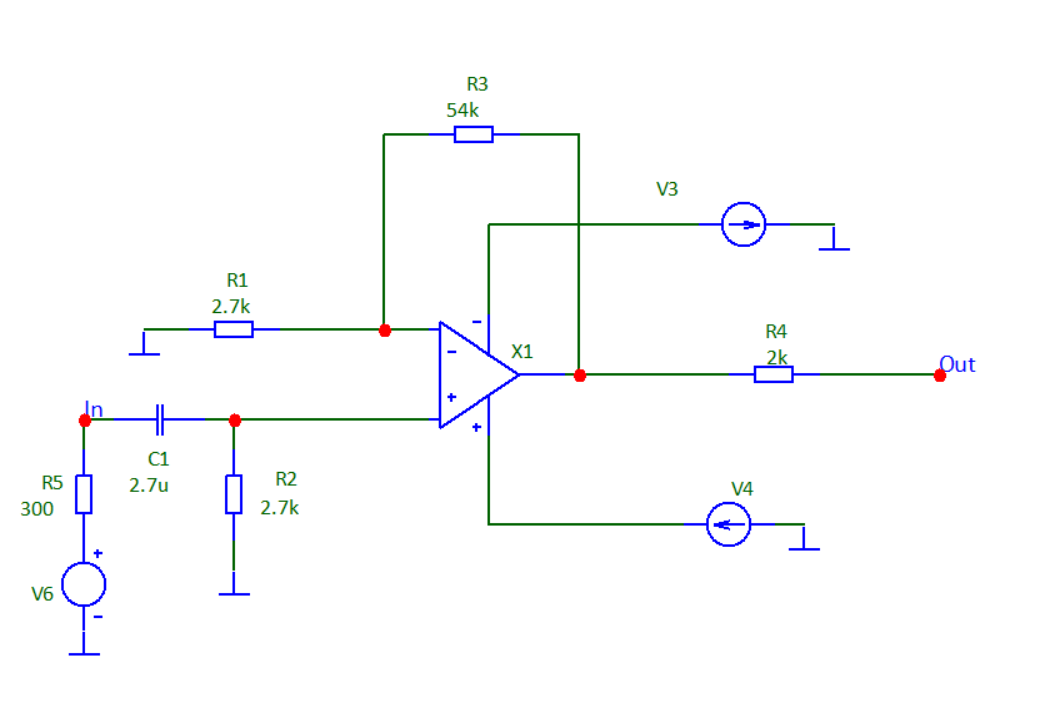 R3
54k
V3
R1
2.7k
X1
R4
2k
Out
In
C1
2.7u
R5
300
R2
2.7k
V4
V6